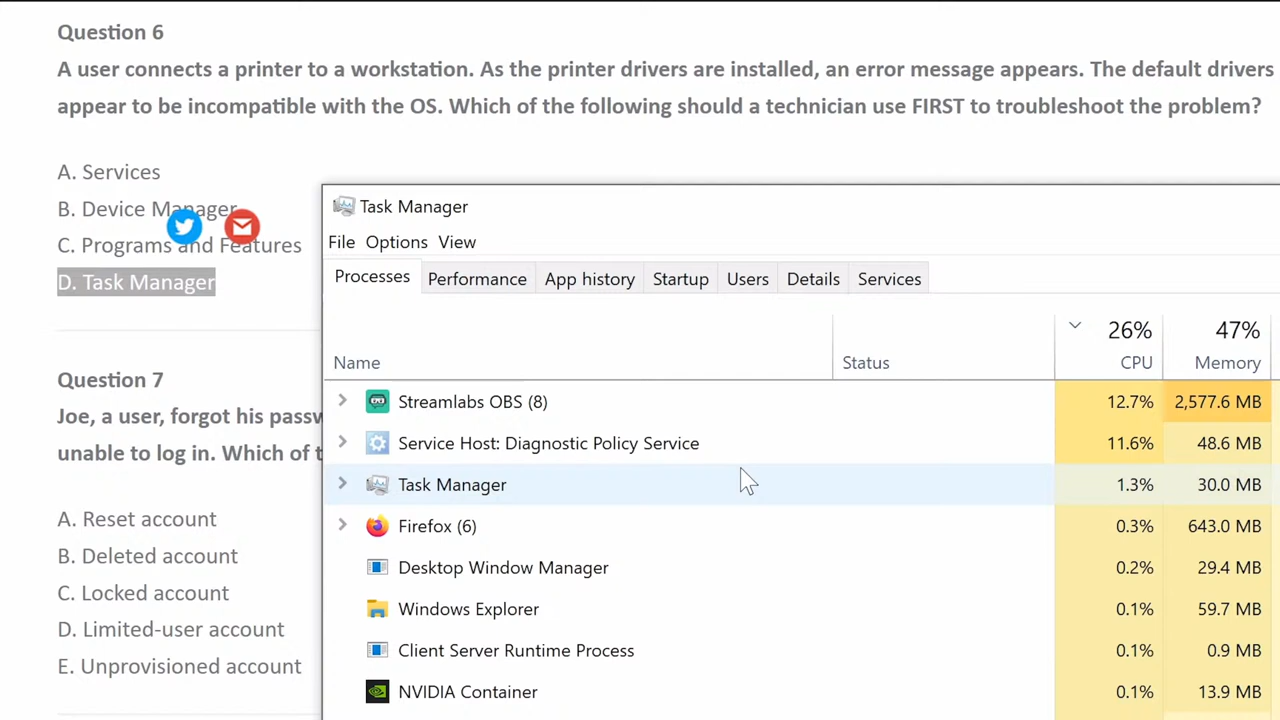 Question 6
A user connects a printer to a workstation. As the printer drivers are installed, an error message appears. The default drivers
appear to be incompatible with the OS. Which of the following should a technician use FIRST to troubleshoot the problem?
A. Services
B. Device Manager
C. Programs and Features
D. Task Manager
Question 7
Joe, a user, forgot his passw
unable to log in. Which of t
A. Reset account
B. Deleted account
C. Locked account
D. Limited-user account
E. Unprovisioned account
Task Manager
File Options View
Processes Performance App history Startup Users Details Services
26% 47%
Name Status CPU Memory
Streamlabs OBS (8) 12.7% 2,577.6 MB
Service Host: Diagnostic Policy Service 11.6% 48.6 MB
Task Manager 1.3% 30.0 MB
Firefox (6) 0.3% 643.0 MB
Desktop Window Manager 0.2% 29.4 MB
Windows Explorer 0.1% 59.7 MB
Client Server Runtime Process 0.1% 0.9 MB
NVIDIA Container 0.1% 13.9 MB